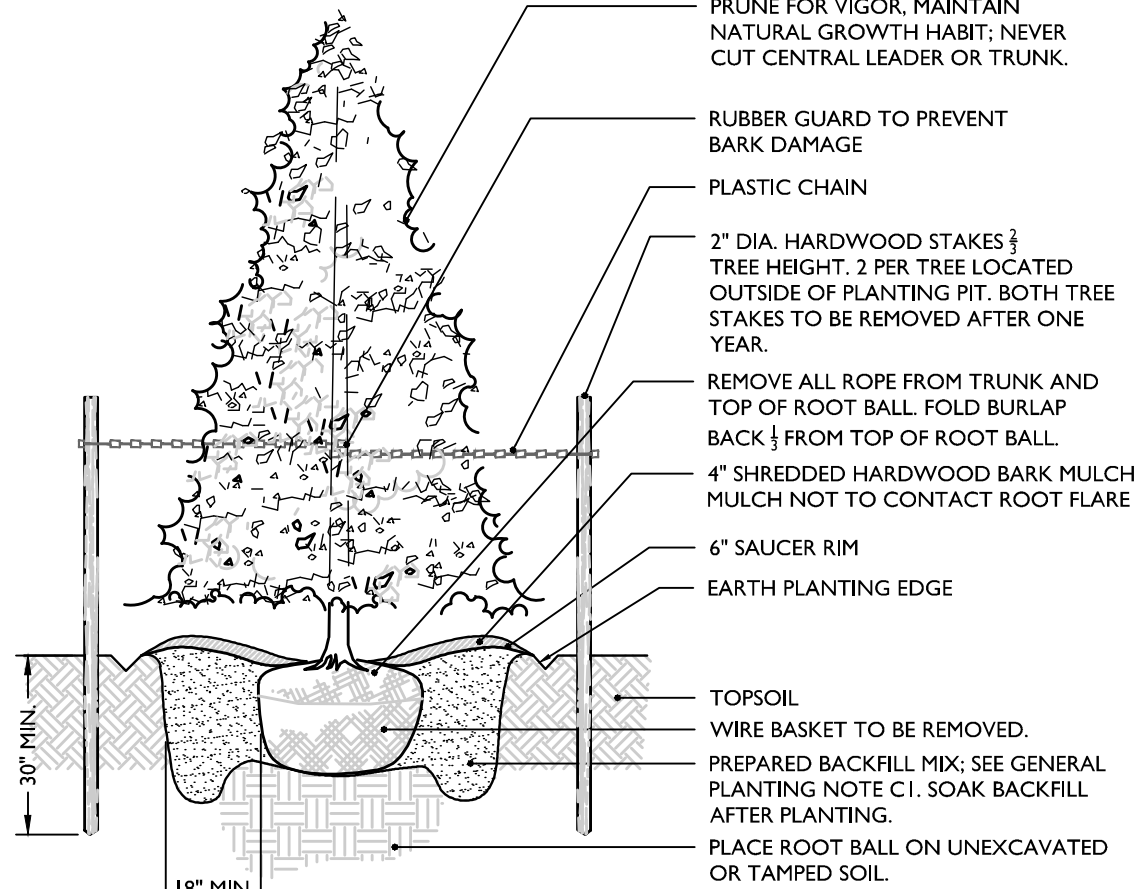 PRUNE FOR VIGOR, MAINTAIN
NATURAL GROWTH HABIT; NEVER
CUT CENTRAL LEADER OR TRUNK.
RUBBER GUARD TO PREVENT
BARK DAMAGE
PLASTIC CHAIN
2" DIA. HARDWOOD STAKES 2/3
TREE HEIGHT. 2 PER TREE LOCATED
OUTSIDE OF PLANTING PIT. BOTH TREE
STAKES TO BE REMOVED AFTER ONE
YEAR.
REMOVE ALL ROPE FROM TRUNK AND
TOP OF ROOT BALL. FOLD BURLAP
BACK 1/3 FROM TOP OF ROOT BALL.
4" SHREDDED HARDWOOD BARK MULCH
MULCH NOT TO CONTACT ROOT FLARE
6" SAUCER RIM
EARTH PLANTING EDGE
TOPSOIL
WIRE BASKET TO BE REMOVED.
PREPARED BACKFILL MIX; SEE GENERAL
PLANTING NOTE C1. SOAK BACKFILL
AFTER PLANTING.
PLACE ROOT BALL ON UNEXCAVATED
OR TAMPED SOIL.
30" MIN.
18" MIN